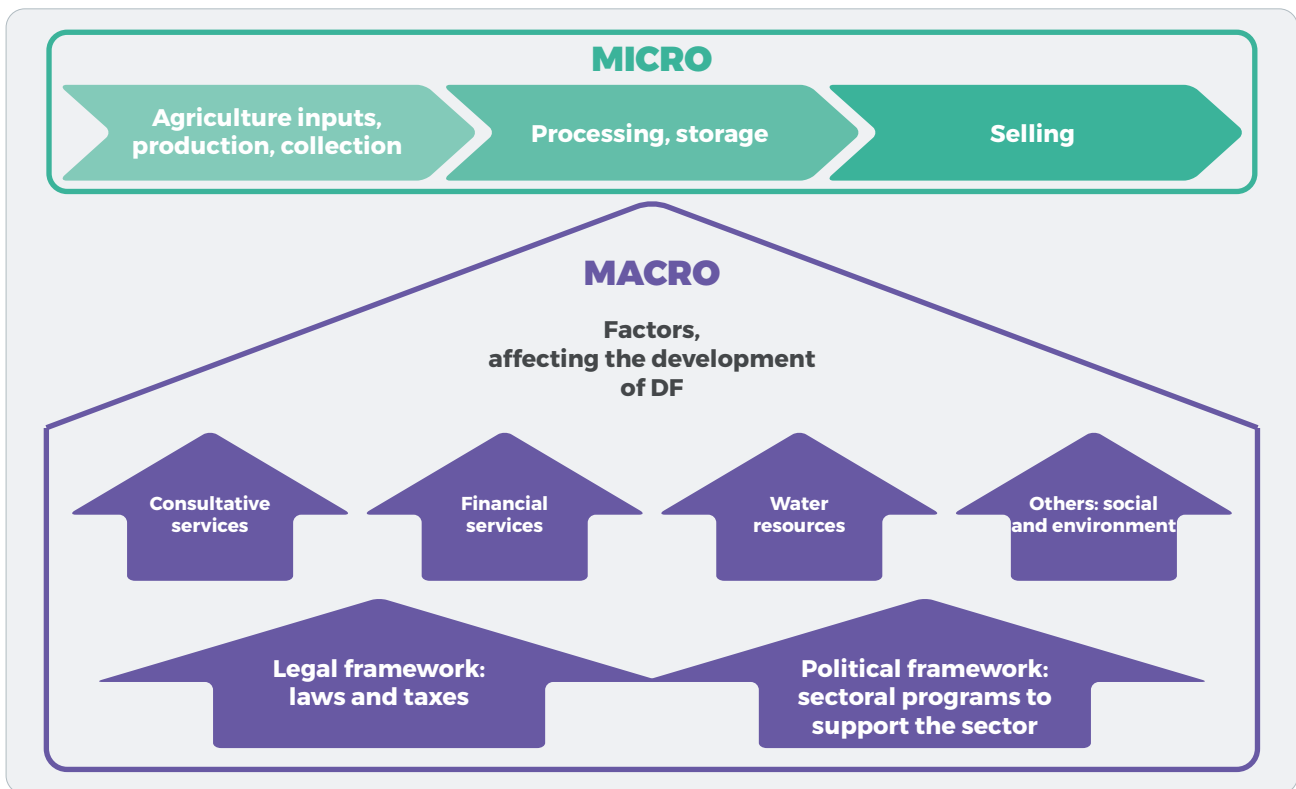 MICRO
Agriculture inputs,
production, collection
Processing, storage
Selling
MACRO
Factors,
affecting the development
of DF
Consultative
services
Financial
services
Water
resources
Others: social
and environment
Legal framework:
laws and taxes
Political framework:
sectoral programs to
support the sector